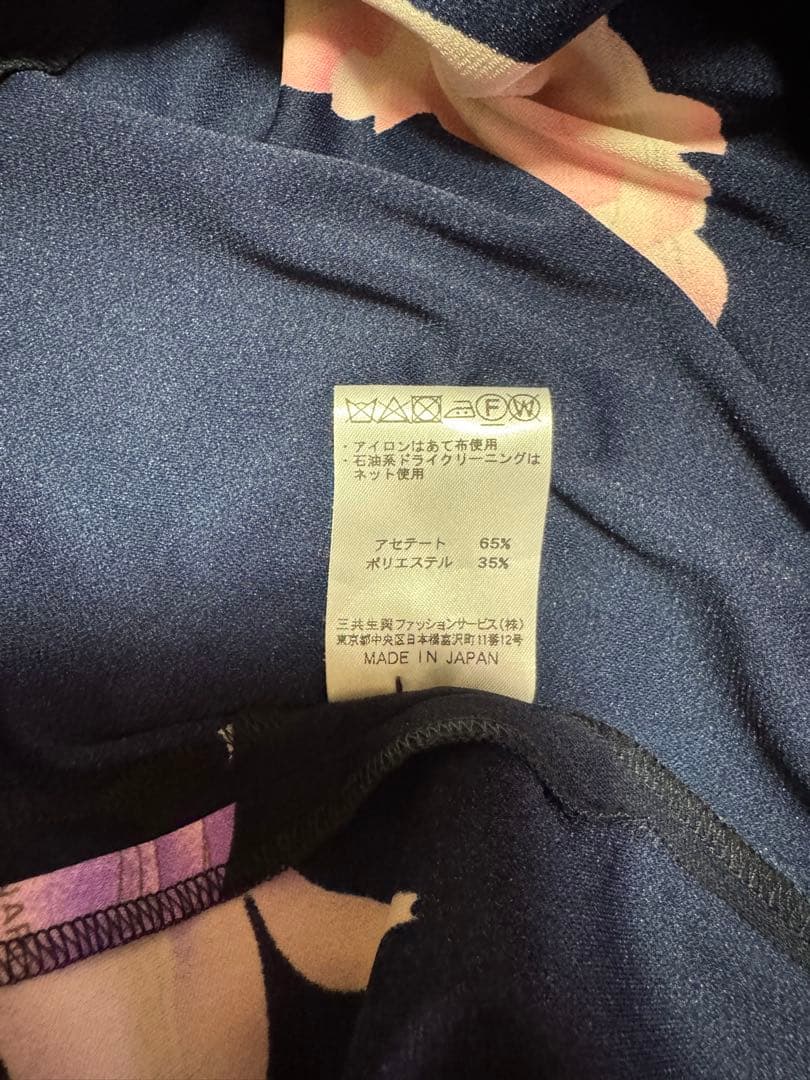 F W
・アイロンはあて布使用
・石油系ドライクリーニングは
ネット使用
アセテート 65%
ポリエステル 35%
三共生興ファッションサービス(株)
東京都中央区日本橋富沢町11番12号
MADE IN JAPAN